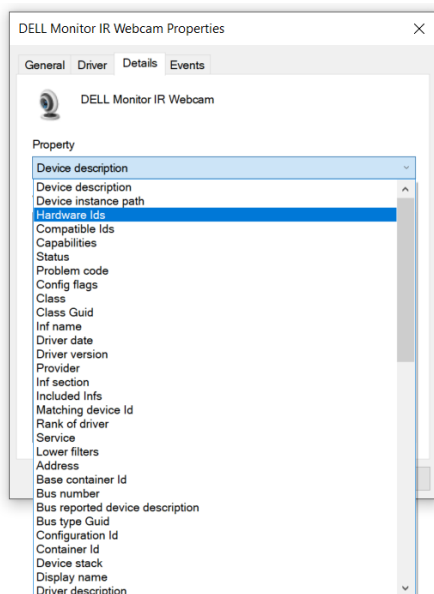 DELL Monitor IR Webcam Properties
General Driver Details Events
DELL Monitor IR Webcam
Property
Device description
Device description
Device instance path
Hardware Ids
Compatible Ids
Capabilities
Status
Problem code
Config flags
Class
Class Guid
Inf name
Driver date
Driver version
Provider
Inf section
Included Infs
Matching device Id
Rank of driver
Service
Lower filters
Address
Base container Id
Bus number
Bus reported device description
Bus type Guid
Configuration Id
Container Id
Device stack
Display name
Driver description